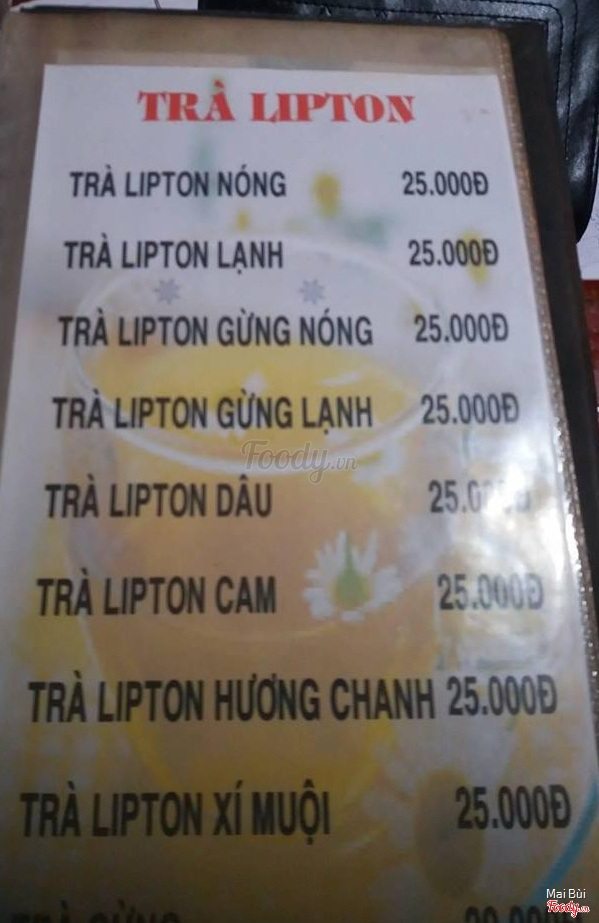 TRÀ LIPTON
TRÀ LIPTON NÓNG 25.000Đ
TRÀ LIPTON LẠNH 25.000Đ
TRÀ LIPTON GỪNG NÓNG 25.000Đ
TRÀ LIPTON GỪNG LẠNH 25.000Đ
Foody.vn
TRÀ LIPTON DÂU
TRÀ LIPTON CAM 25.000Đ
TRÀ LIPTON HƯƠNG CHANH 25.000Đ
TRÀ LIPTON XÍ MUỘI 25.000Đ
Mai Bùi
Foody.vn